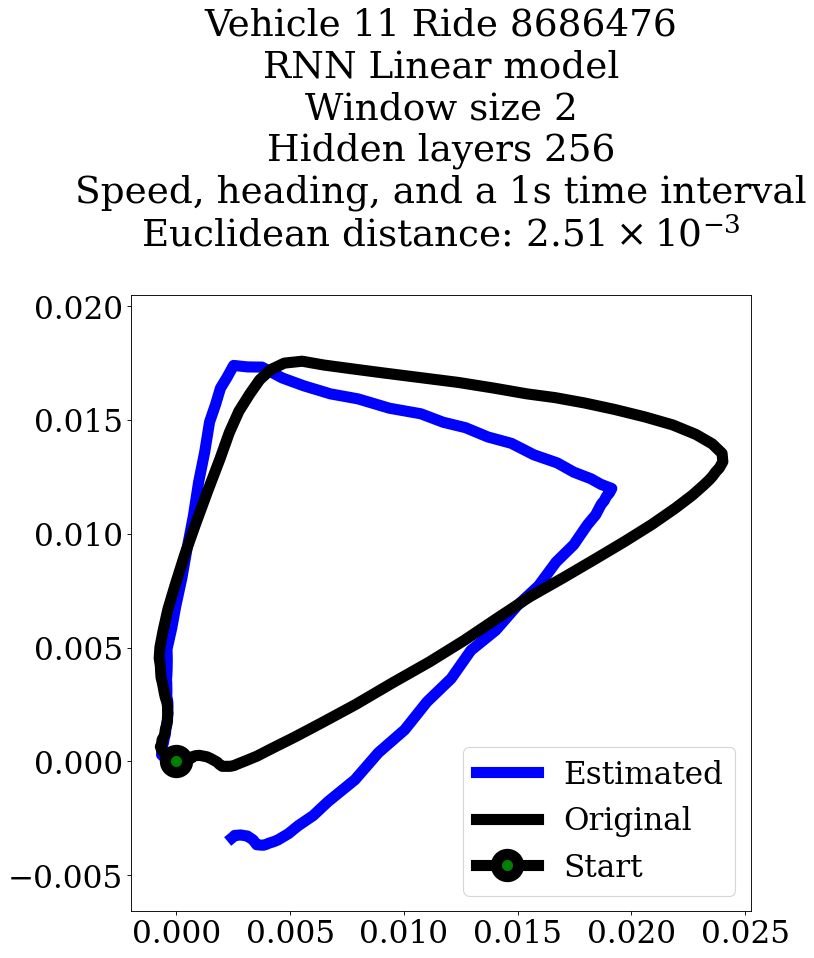 Vehicle 11 Ride 8686476
RNN Linear model
Window size 2
Hidden layers 256
Speed, heading, and a 1s time interval
Euclidean distance: 2.51 × 10⁻³
0.020
0.015
0.010
0.005
0.000
−0.005
Estimated
Original
Start
0.000 0.005 0.010 0.015 0.020 0.025